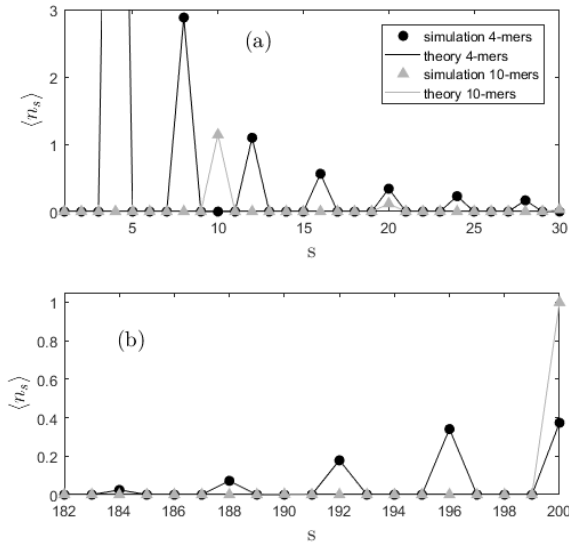 (a)
simulation 4-mers
theory 4-mers
simulation 10-mers
theory 10-mers
⟨n_s⟩
3
2
1
0
5 10 15 20 25 30
s
(b)
⟨n_s⟩
1
0.8
0.6
0.4
0.2
0
182 184 186 188 190 192 194 196 198 200
s